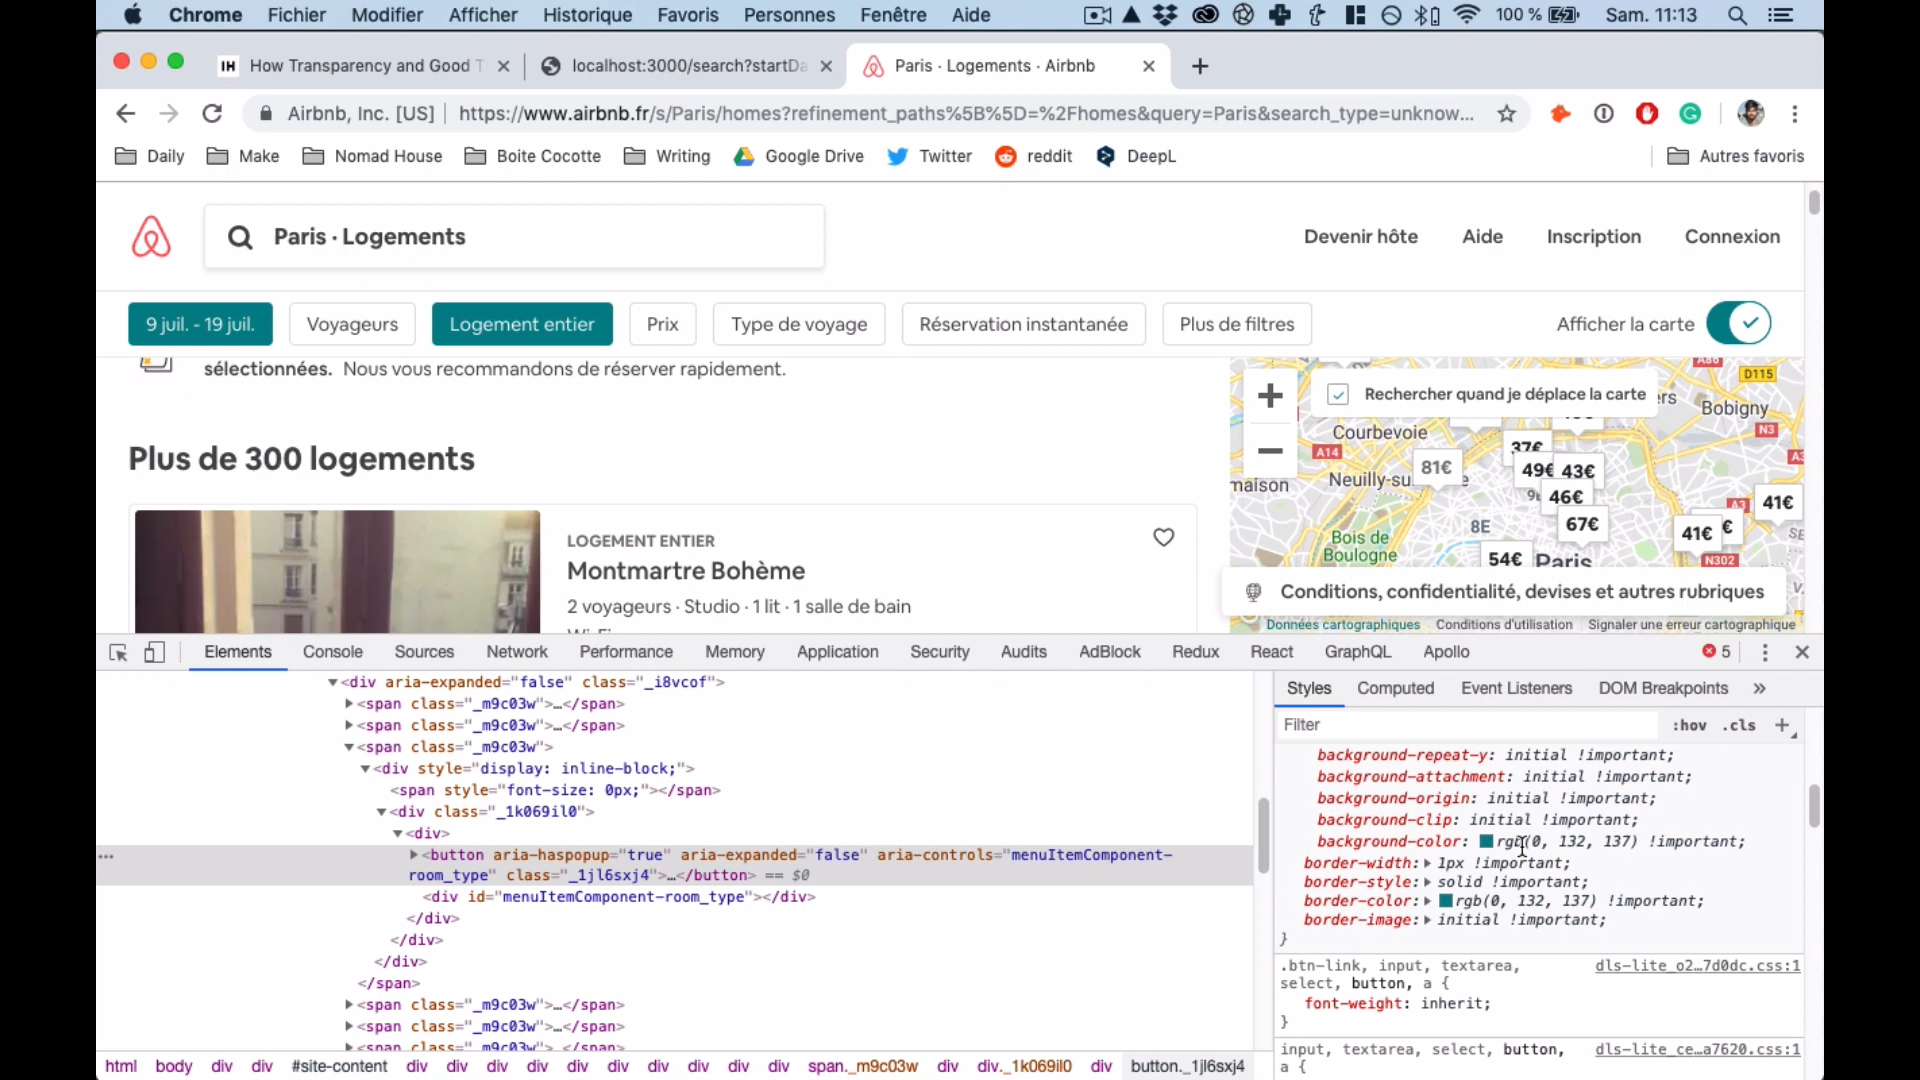 Chrome Fichier Modifier Afficher Historique Favoris Personnes Fenêtre Aide 100 % Sam. 11:13
How Transparency and Good T
localhost:3000/search?startDa
Paris · Logements · Airbnb
Airbnb, Inc. [US] https://www.airbnb.fr/s/Paris/homes?refinement_paths%5B%5D=%2Fhomes&query=Paris&search_type=unknow...
Daily Make Nomad House Boite Cocotte Writing Google Drive Twitter reddit DeepL Autres favoris
Paris · Logements
Devenir hôte Aide Inscription Connexion
9 juil. - 19 juil. Voyageurs Logement entier Prix Type de voyage Réservation instantanée Plus de filtres Afficher la carte
sélectionnées. Nous vous recommandons de réserver rapidement.
Plus de 300 logements
LOGEMENT ENTIER
Montmartre Bohème
2 voyageurs · Studio · 1 lit · 1 salle de bain
Rechercher quand je déplace la carte
D115
Bobigny
Courbevoie
N3
A14
37€
81€
49€ 43€
Neuilly-su
maison
46€
41€
8E
67€
A3
41€
Bois de
Boulogne
54€
Paris
N302
Conditions, confidentialité, devises et autres rubriques
Données cartographiques Conditions d'utilisation Signaler une erreur cartographique
Elements Console Sources Network Performance Memory Application Security Audits AdBlock Redux React GraphQL Apollo 5
<div aria-expanded="false" class="_i8vcof">
<span class="_m9c03w">…</span>
<span class="_m9c03w">…</span>
<span class="_m9c03w">
<div style="display: inline-block;">
<span style="font-size: 0px;"></span>
<div class="_1k069il0">
<div>
<button aria-haspopup="true" aria-expanded="false" aria-controls="menuItemComponent-
room_type" class="_1jl6sxj4">…</button> == $0
<div id="menuItemComponent-room_type"></div>
</div>
</div>
</div>
</span>
<span class="_m9c03w">…</span>
<span class="_m9c03w">…</span>
<span class="_m9c03w">…</span>
html body div div #site-content div div div div div div div div div div span._m9c03w div div._1k069il0 div button._1jl6sxj4
Styles Computed Event Listeners DOM Breakpoints »
Filter :hov .cls +
background-repeat-y: initial !important;
background-attachment: initial !important;
background-origin: initial !important;
background-clip: initial !important;
background-color: rgb(0, 132, 137) !important;
border-width: 1px !important;
border-style: solid !important;
border-color: rgb(0, 132, 137) !important;
border-image: initial !important;
}
.btn-link, input, textarea, dls-lite_o2…7d0dc.css:1
select, button, a {
font-weight: inherit;
}
input, textarea, select, button, dls-lite_ce…a7620.css:1
a {